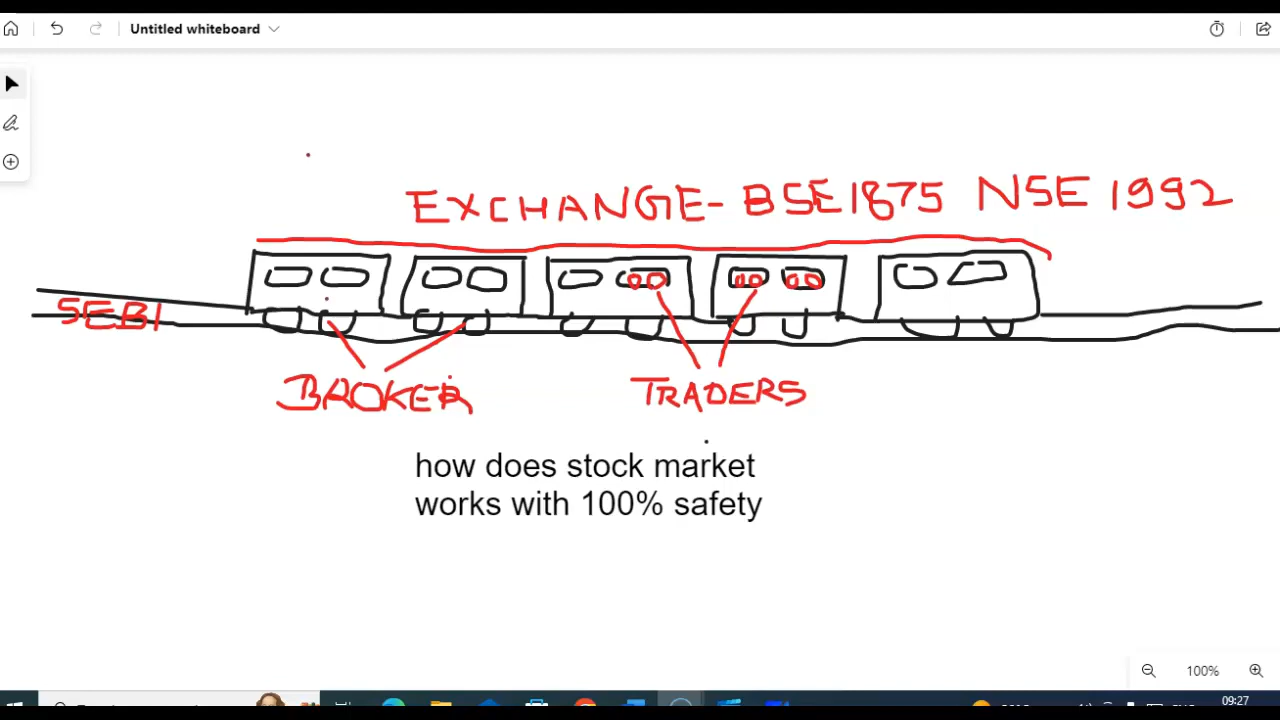 Untitled whiteboard
EXCHANGE- BSE 1875 NSE 1992
SEBI
BROKER
TRADERS
how does stock market
works with 100% safety
100%
09:27